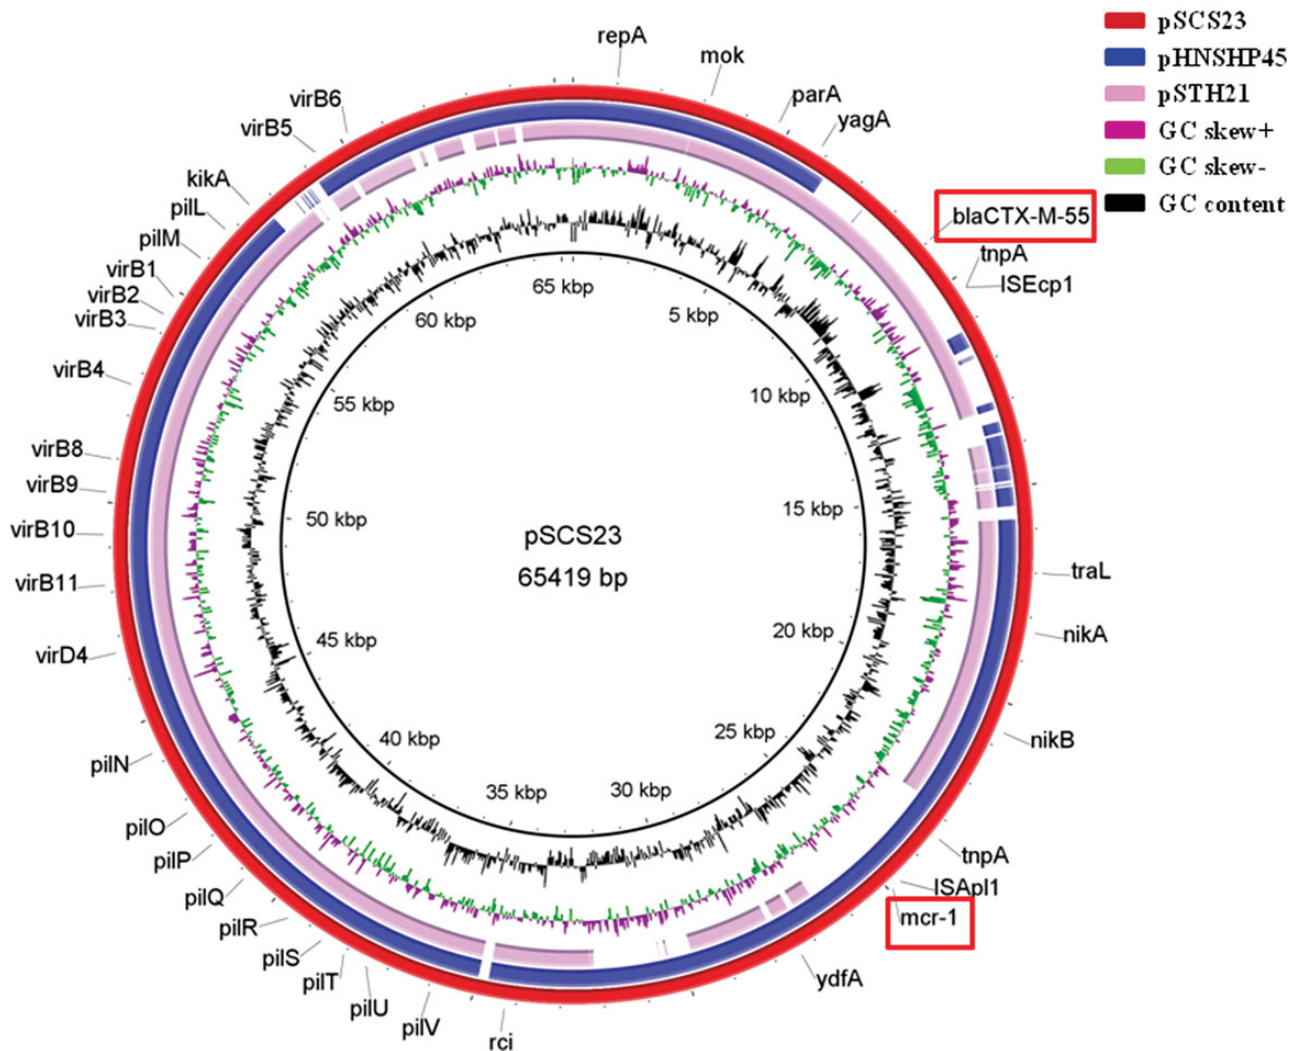 pSCS23
pHNSHP45
pSTH21
GC skew+
GC skew-
GC content
repA
mok
parA
yagA
blaCTX-M-55
tnpA
ISEcp1
traL
nikA
nikB
tnpA
ISApl1
mcr-1
ydfA
rci
pilV
pilU
pilT
pilS
pilR
pilQ
pilP
pilO
pilN
virD4
virB11
virB10
virB9
virB8
virB4
virB3
virB2
virB1
pilM
pilL
kikA
virB5
virB6
65 kbp
5 kbp
10 kbp
15 kbp
20 kbp
25 kbp
30 kbp
35 kbp
40 kbp
45 kbp
50 kbp
55 kbp
60 kbp
pSCS23
65419 bp